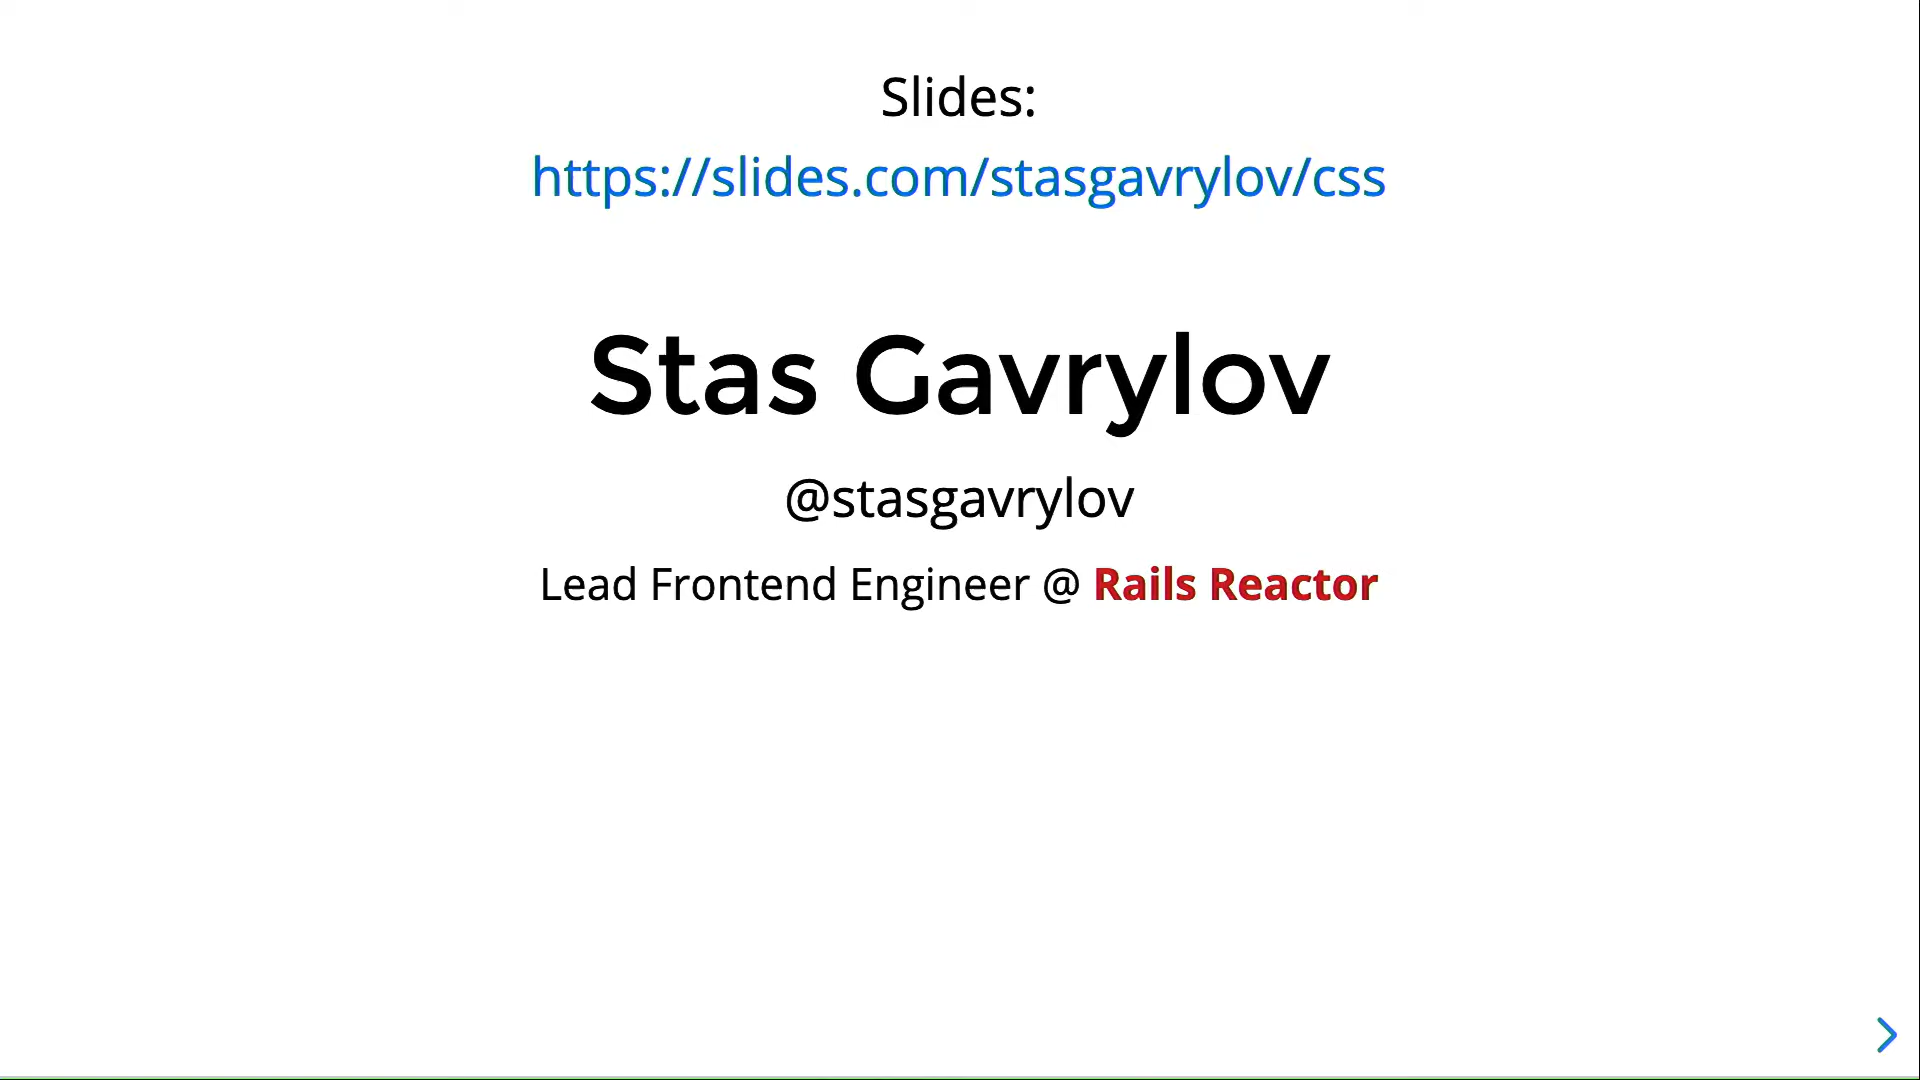 Slides:
https://slides.com/stasgavrylov/css
Stas Gavrylov
@stasgavrylov
Lead Frontend Engineer @ Rails Reactor